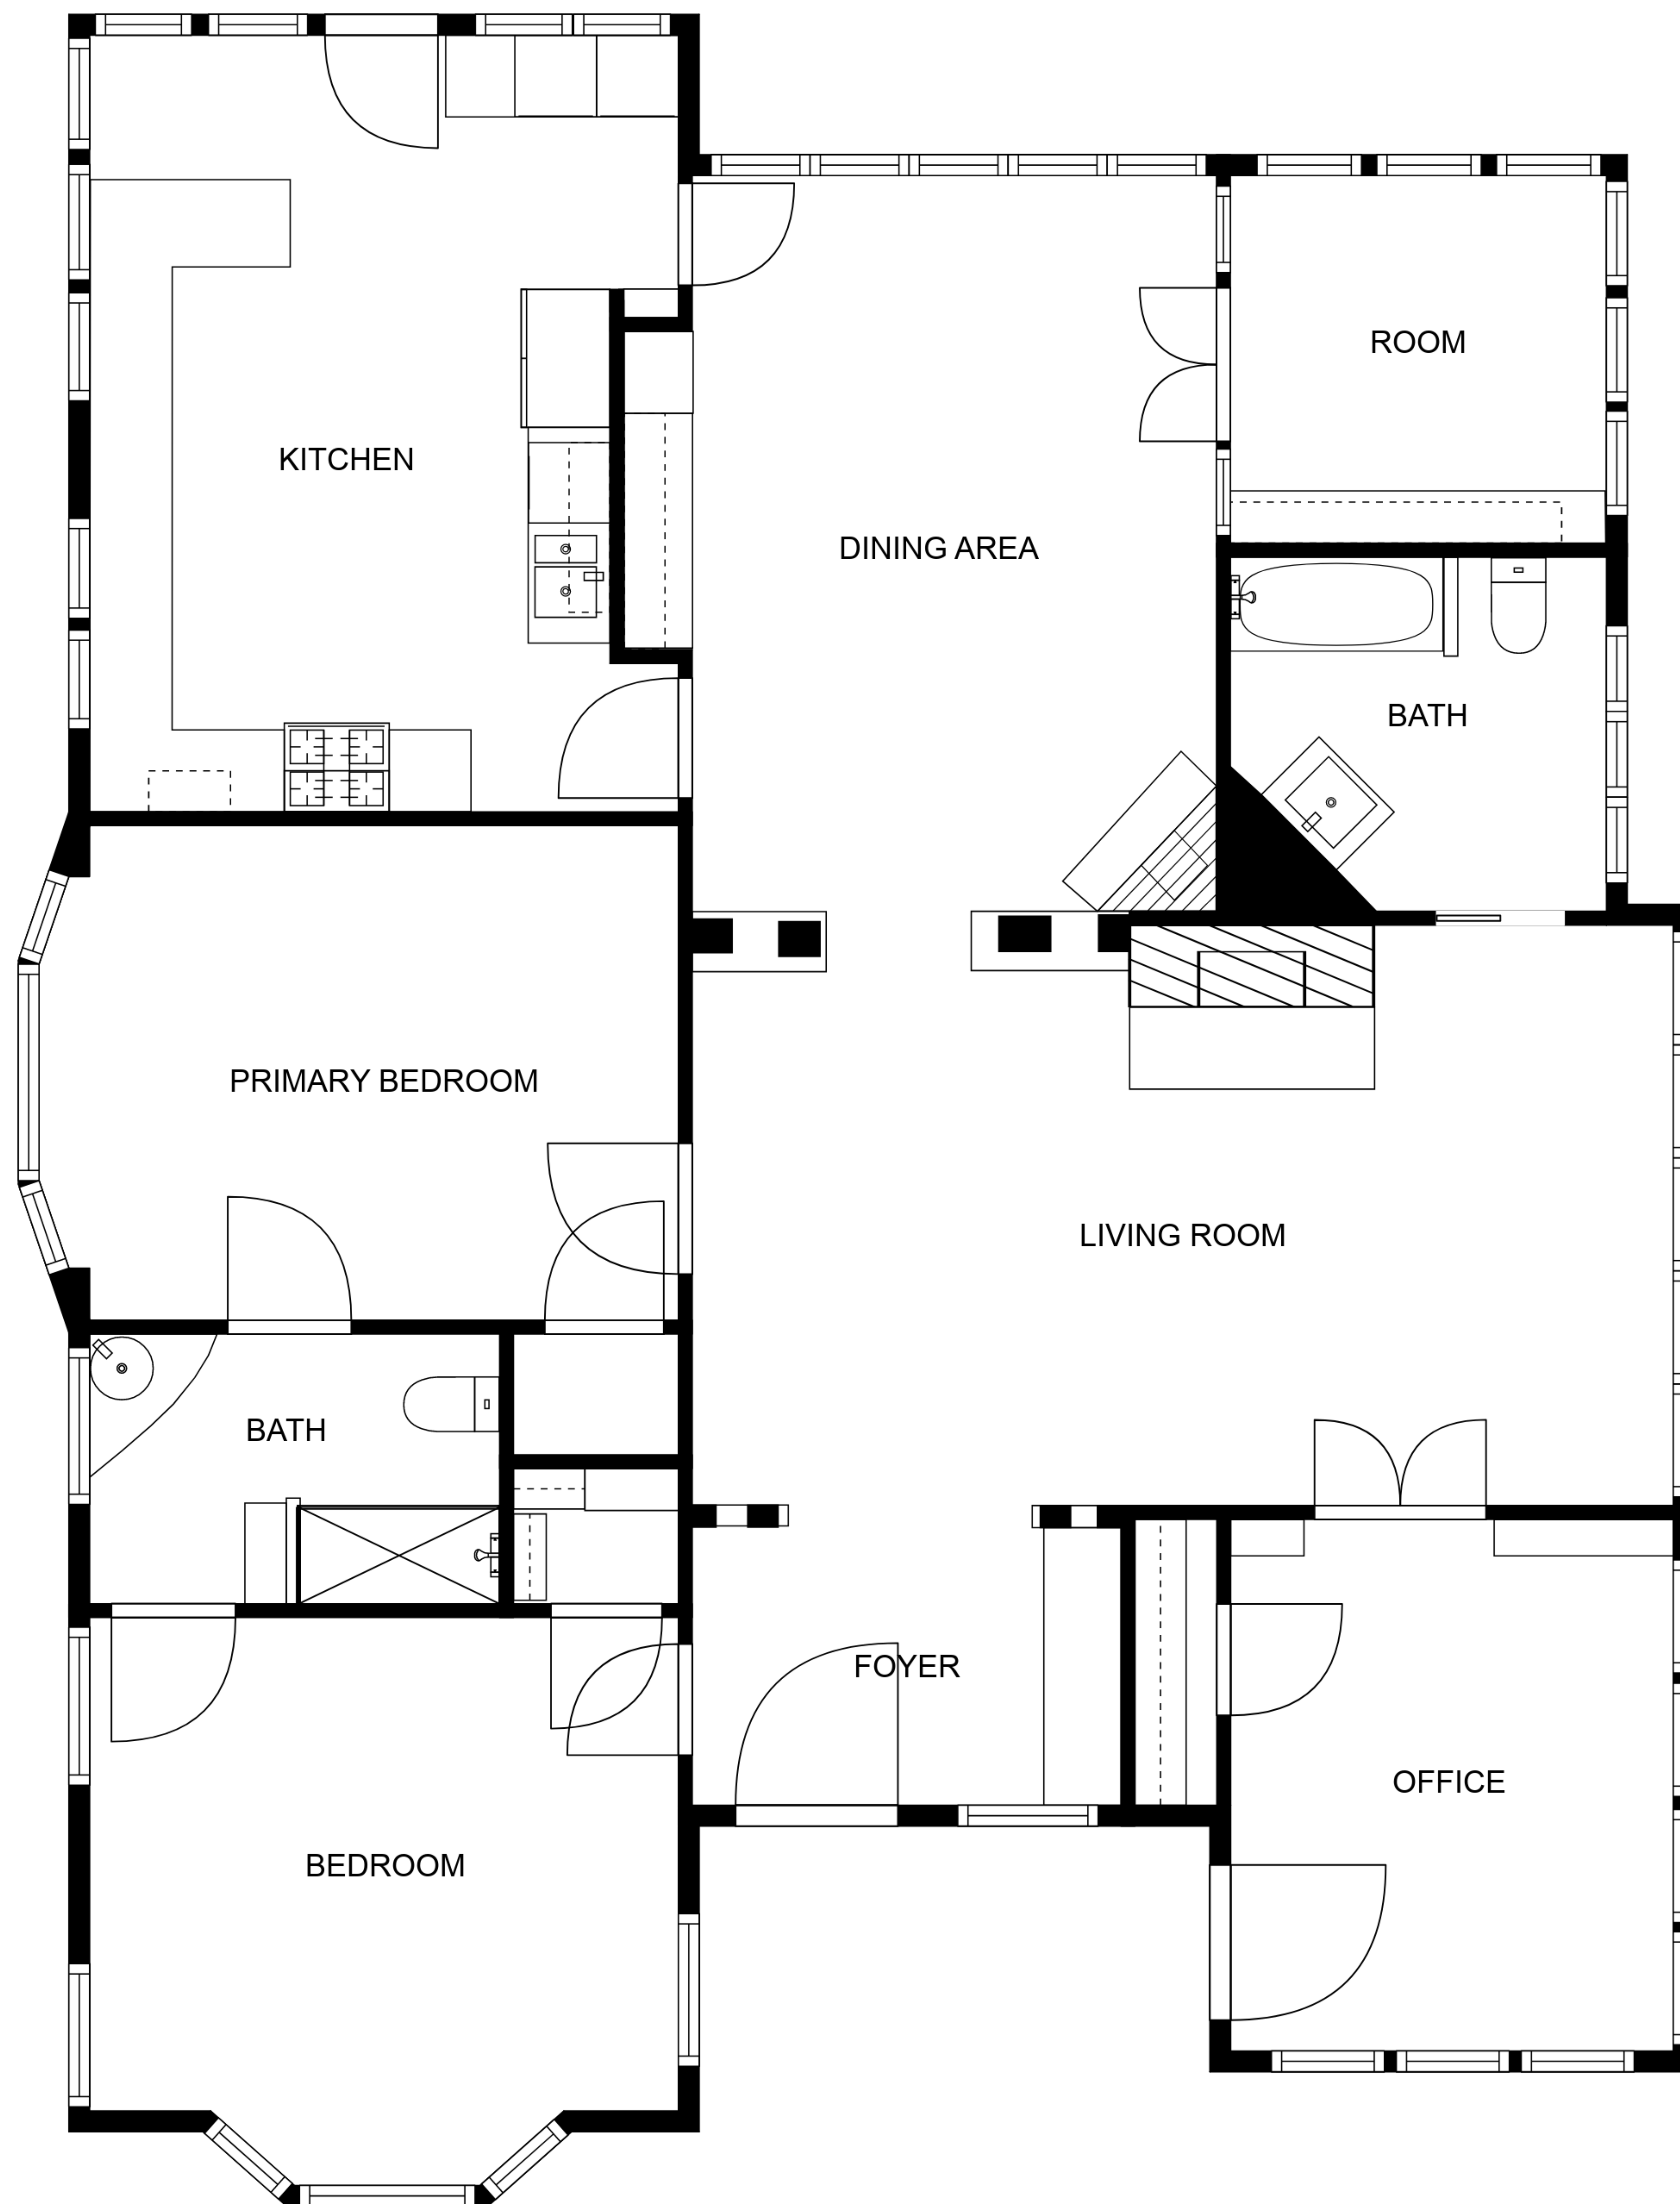 ROOM
KITCHEN
DINING AREA
BATH
PRIMARY BEDROOM
LIVING ROOM
BATH
FOYER
OFFICE
BEDROOM